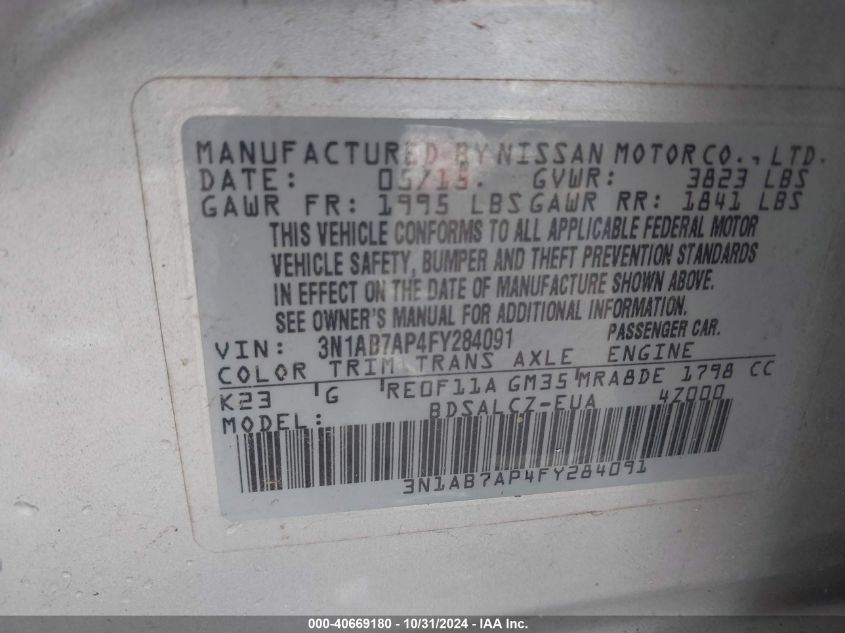 MANUFACTURED BY NISSAN MOTOR CO., LTD.
DATE: 05/15. GVWR: 3823 LBS
GAWR FR: 1995 LBS GAWR RR: 1841 LBS
THIS VEHICLE CONFORMS TO ALL APPLICABLE FEDERAL MOTOR
VEHICLE SAFETY, BUMPER AND THEFT PREVENTION STANDARDS
IN EFFECT ON THE DATE OF MANUFACTURE SHOWN ABOVE.
SEE OWNER'S MANUAL FOR ADDITIONAL INFORMATION.
VIN: 3N1AB7AP4FY284091 PASSENGER CAR.
COLOR TRIM TRANS AXLE ENGINE
K23 G RE0F11A GM35 MRA8DE 1798 CC
MODEL: BDSALCZ-EUA 4Z000
3N1AB7AP4FY284091
000-40669180 - 10/31/2024 - IAA Inc.